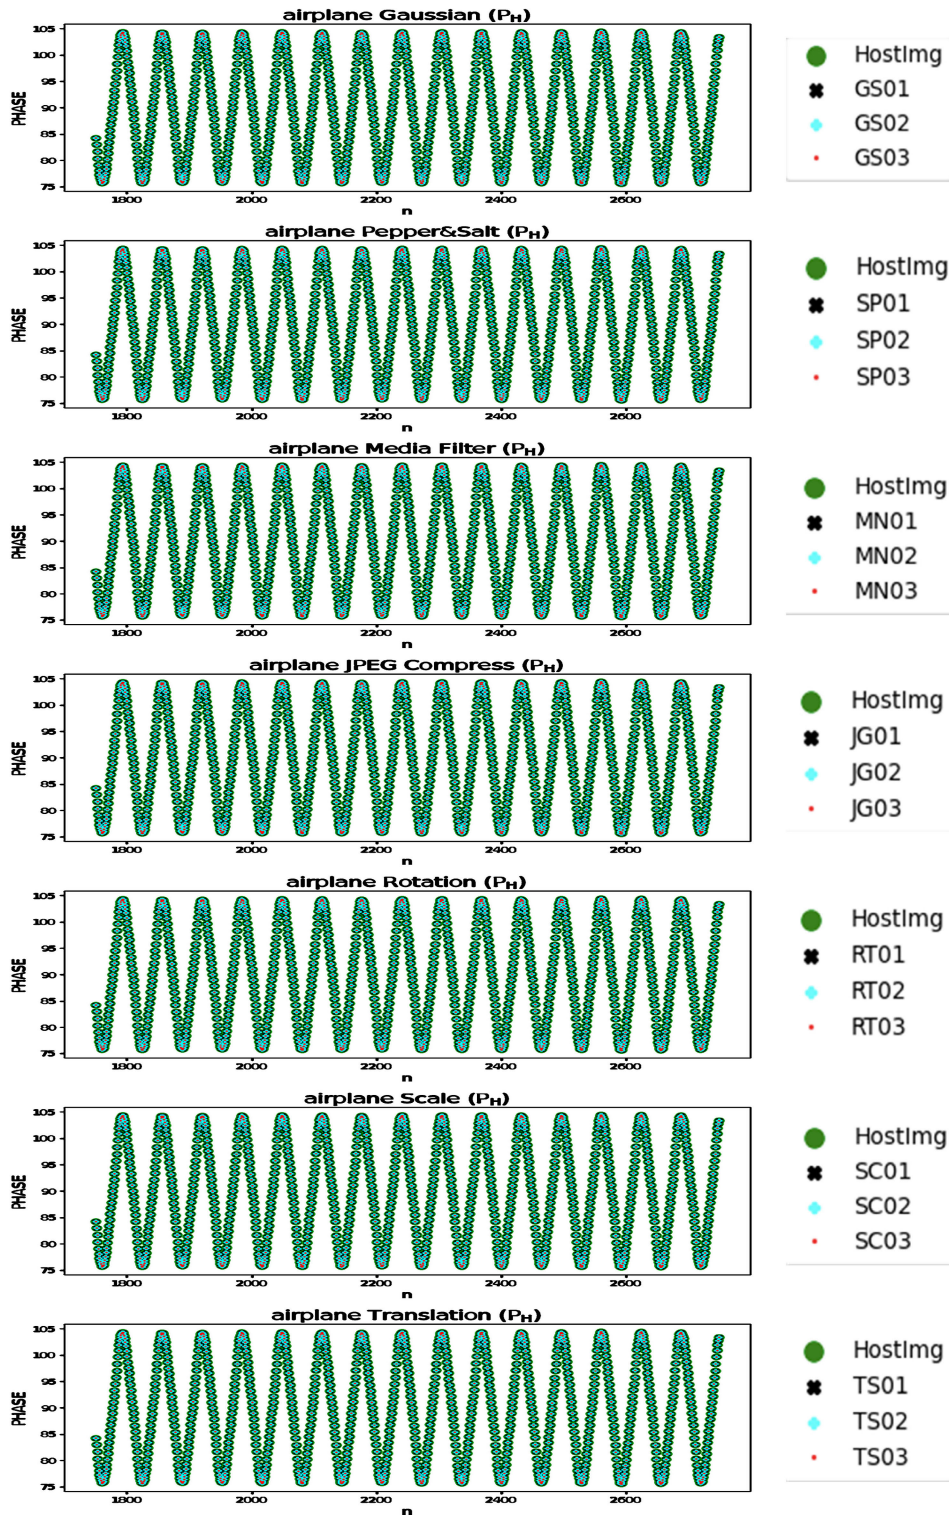 airplane Gaussian (PH)
105
100
95
90
85
80
75
PHASE
1800 2000 2200 2400 2600
n
HostImg
GS01
GS02
GS03
airplane Pepper&Salt (PH)
105
100
95
90
85
80
75
PHASE
1800 2000 2200 2400 2600
n
HostImg
SP01
SP02
SP03
airplane Media Filter (PH)
105
100
95
90
85
80
75
PHASE
1800 2000 2200 2400 2600
n
HostImg
MN01
MN02
MN03
airplane JPEG Compress (PH)
105
100
95
90
85
80
75
PHASE
1800 2000 2200 2400 2600
n
HostImg
JG01
JG02
JG03
airplane Rotation (PH)
105
100
95
90
85
80
75
PHASE
1800 2000 2200 2400 2600
n
HostImg
RT01
RT02
RT03
airplane Scale (PH)
105
100
95
90
85
80
75
PHASE
1800 2000 2200 2400 2600
n
HostImg
SC01
SC02
SC03
airplane Translation (PH)
105
100
95
90
85
80
75
PHASE
1800 2000 2200 2400 2600
n
HostImg
TS01
TS02
TS03